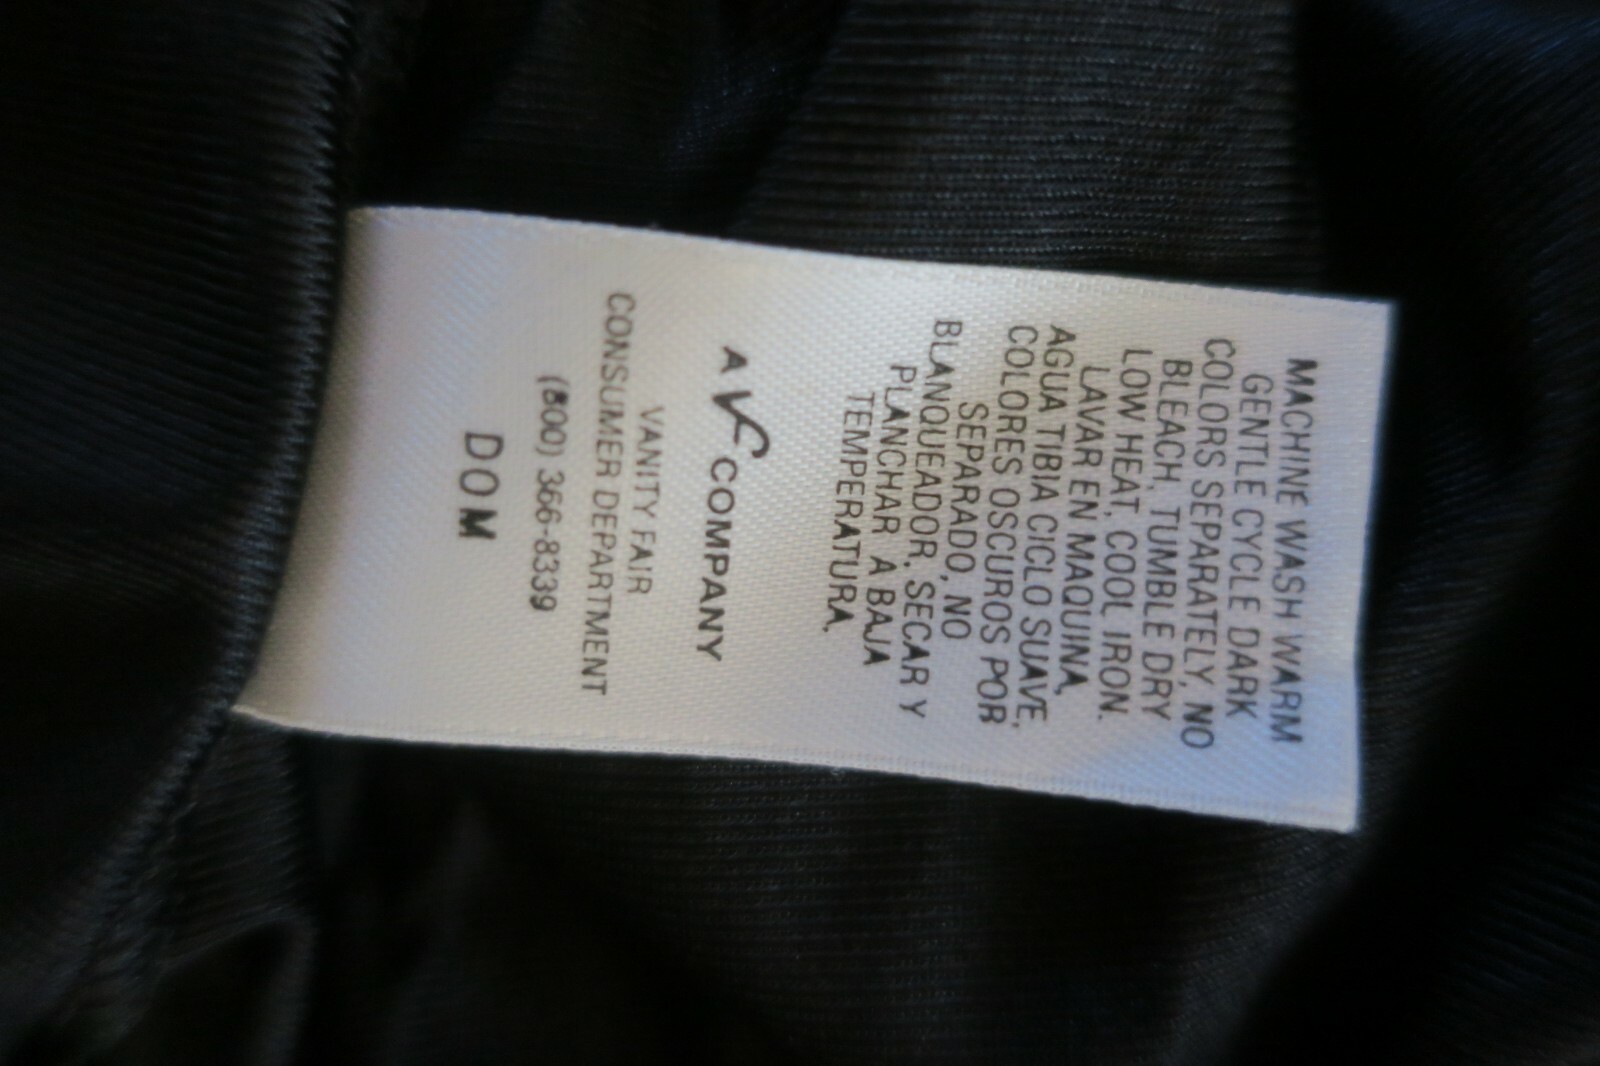 MACHINE WASH WARM
GENTLE CYCLE DARK
COLORS SEPARATELY, NO
BLEACH, TUMBLE DRY
LOW HEAT, COOL IRON.
LAVAR EN MAQUINA,
AGUA TIBIA CICLO SUAVE,
COLORES OSCUROS POR
SEPARADO, NO
BLANQUEADOR, SECAR Y
PLANCHAR A BAJA
TEMPERATURA.
A VF COMPANY
VANITY FAIR
CONSUMER DEPARTMENT
(800) 366-8339
DOM